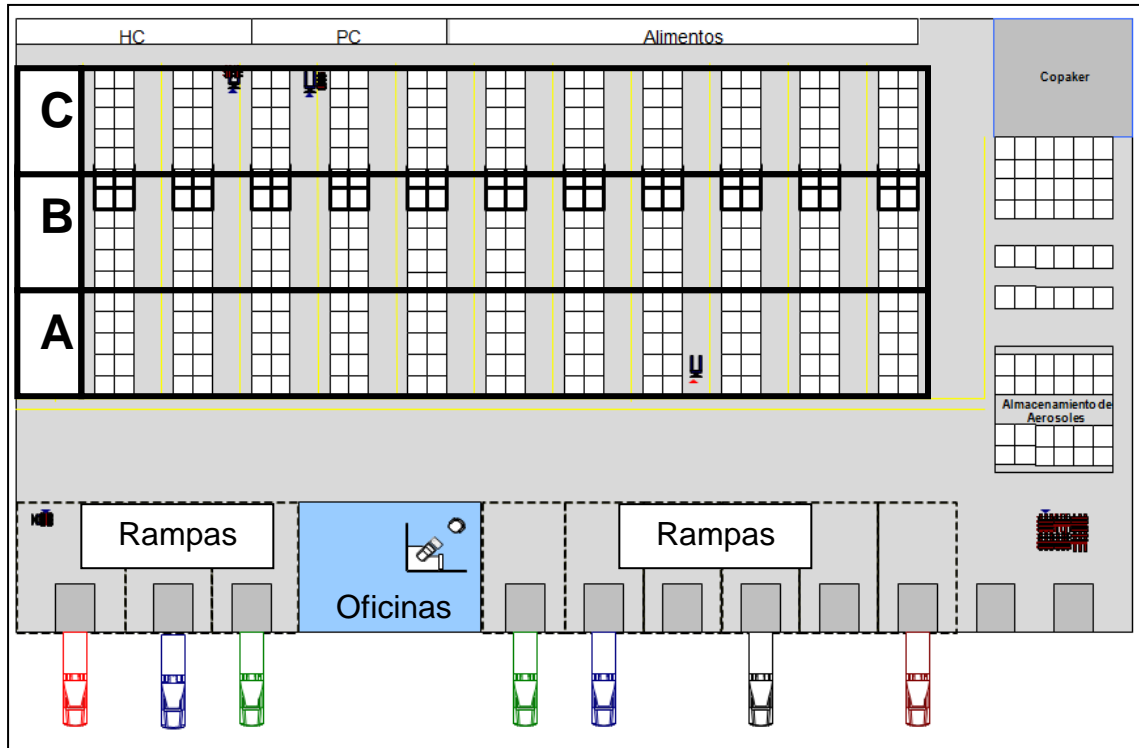 HC
PC
Alimentos
Copaker
C
B
A
Almacenamiento de
Aerosoles
Rampas
Rampas
Oficinas